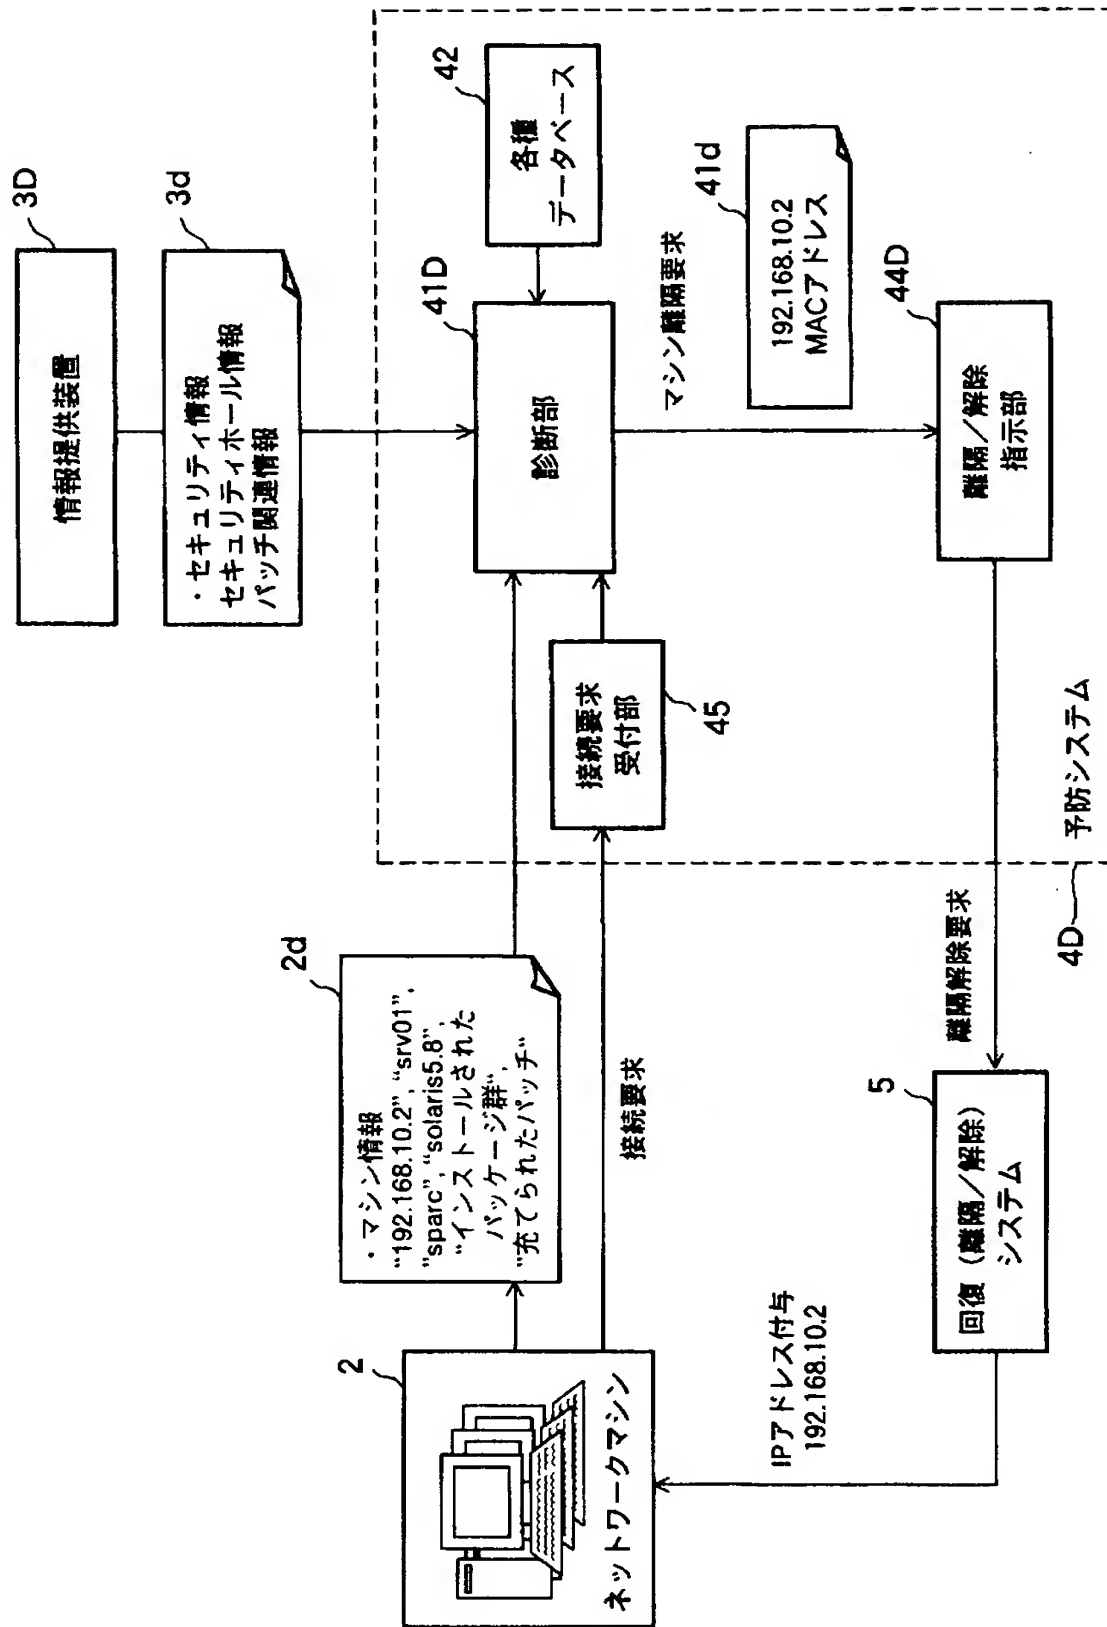 3D
情報提供装置
3d
・セキュリティ情報
セキュリティホール情報
パッチ関連情報
42
各種
データベース
41D
診断部
マシン離隔要求
41d
192.168.10.2
MACアドレス
44D
離隔／解除
指示部
接続要求
受付部
45
予防システム
4D
2d
・マシン情報
“192.168.10.2”,“srv01”,
”sparc”,“solaris5.8”,
“インストールされた
パッケージ群“,
”充てられたパッチ“
接続要求
離隔解除要求
5
回復（離隔／解除）
システム
2
ネットワークマシン
IPアドレス付与
192.168.10.2